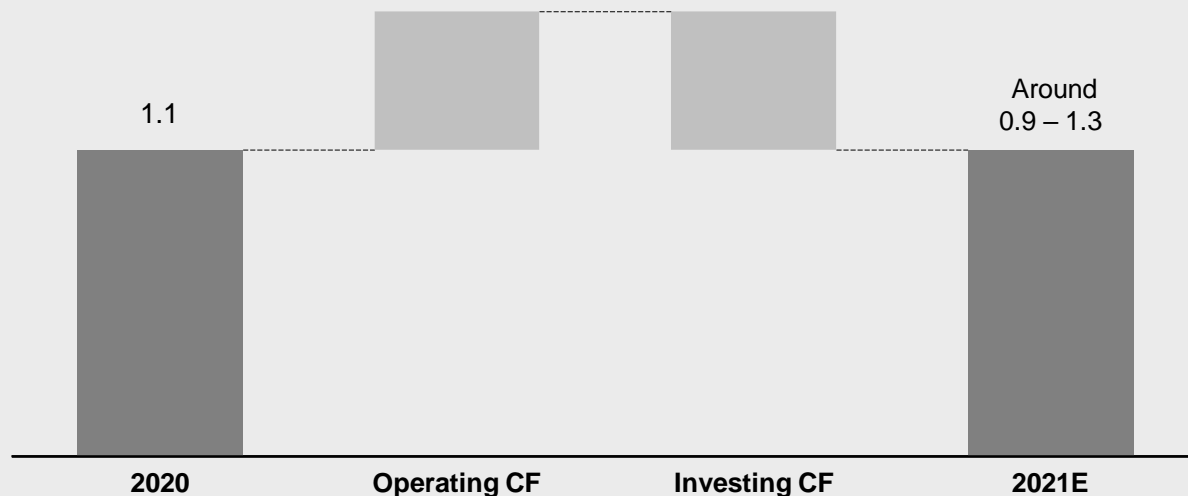 1.1
Around
0.9 – 1.3
2020
Operating CF
Investing CF
2021E